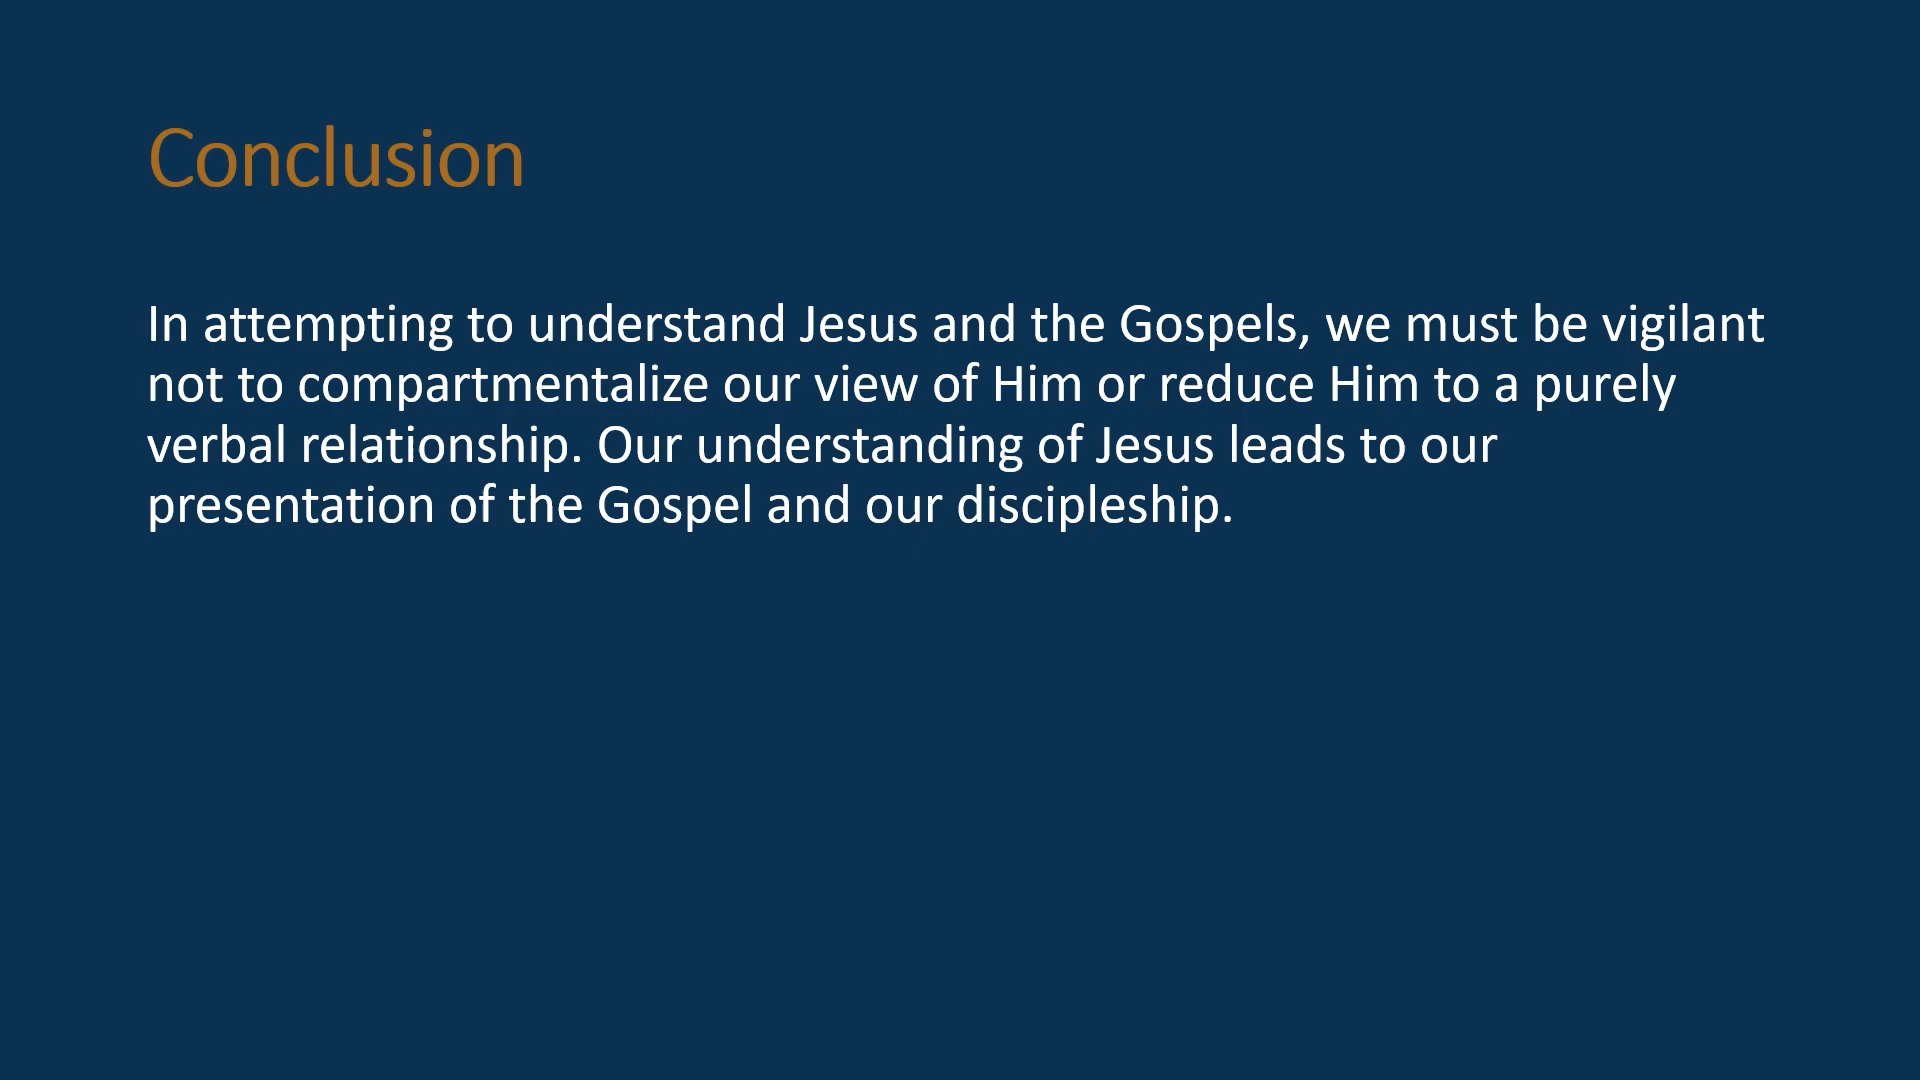 Conclusion
In attempting to understand Jesus and the Gospels, we must be vigilant
not to compartmentalize our view of Him or reduce Him to a purely
verbal relationship. Our understanding of Jesus leads to our
presentation of the Gospel and our discipleship.